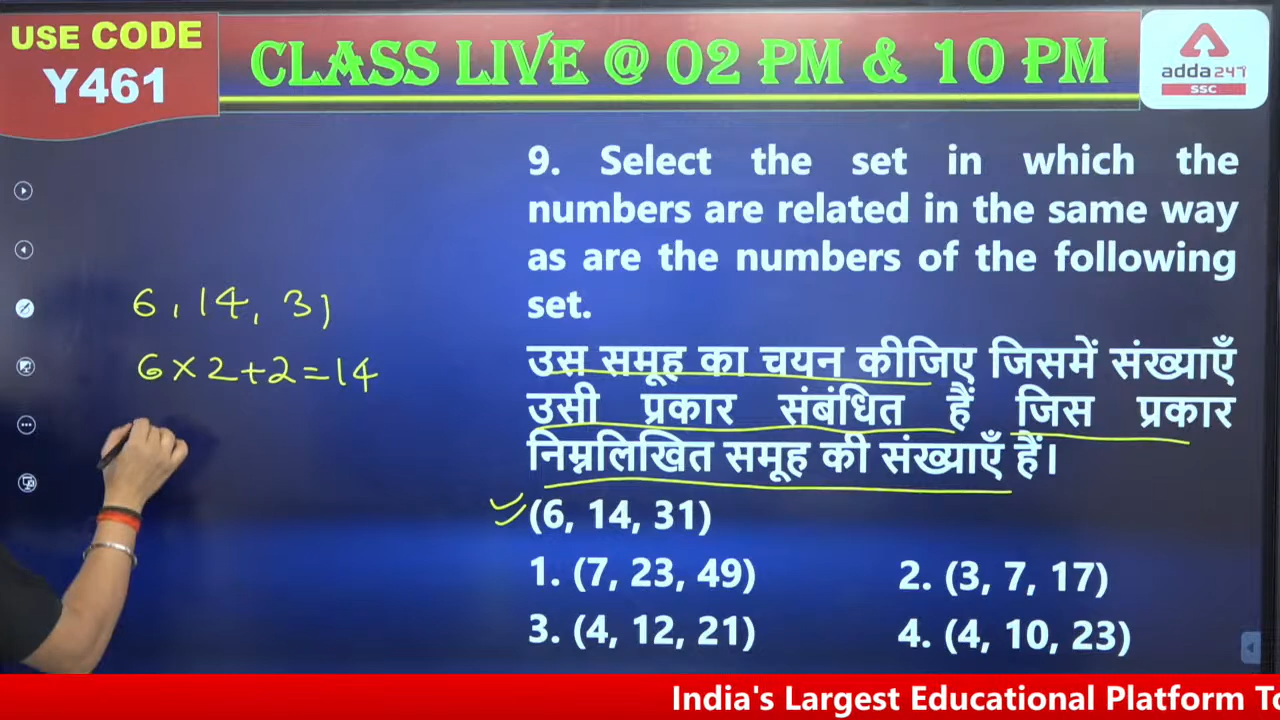 USE CODE
Y461
CLASS LIVE @ 02 PM & 10 PM
adda247
SSC
9. Select the set in which the
numbers are related in the same way
as are the numbers of the following
set.
उस समूह का चयन कीजिए जिसमें संख्याएँ
उसी प्रकार संबंधित हैं जिस प्रकार
निम्नलिखित समूह की संख्याएँ हैं।
(6, 14, 31)
1. (7, 23, 49)
2. (3, 7, 17)
3. (4, 12, 21)
4. (4, 10, 23)
6, 14, 31
6×2+2=14
India's Largest Educational Platform